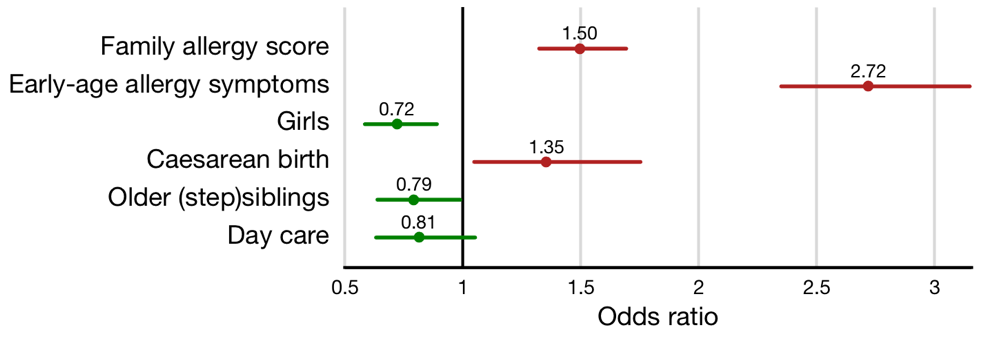 Family allergy score 1.50
Early-age allergy symptoms 2.72
Girls 0.72
Caesarean birth 1.35
Older (step)siblings 0.79
Day care 0.81
0.5 1 1.5 2 2.5 3
Odds ratio